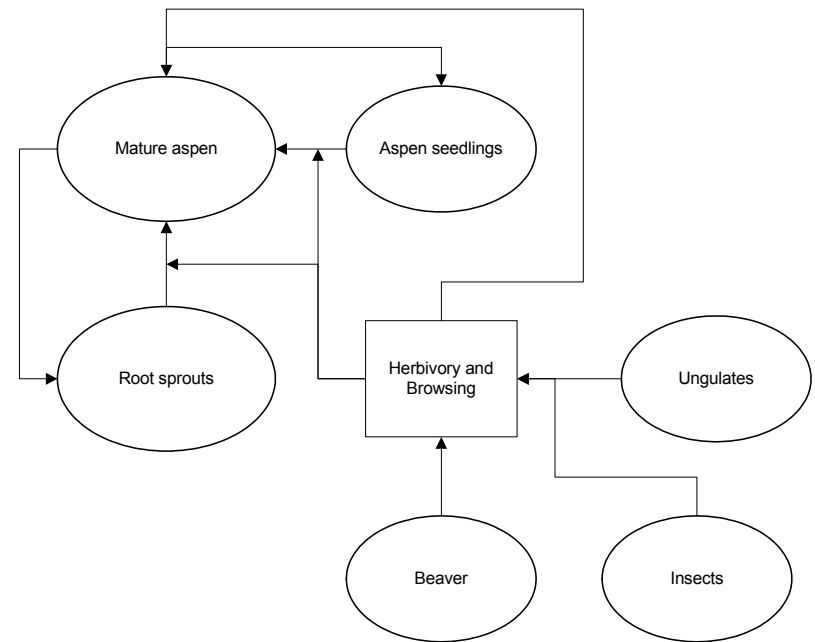 Mature aspen
Aspen seedlings
Root sprouts
Herbivory and
Browsing
Ungulates
Beaver
Insects